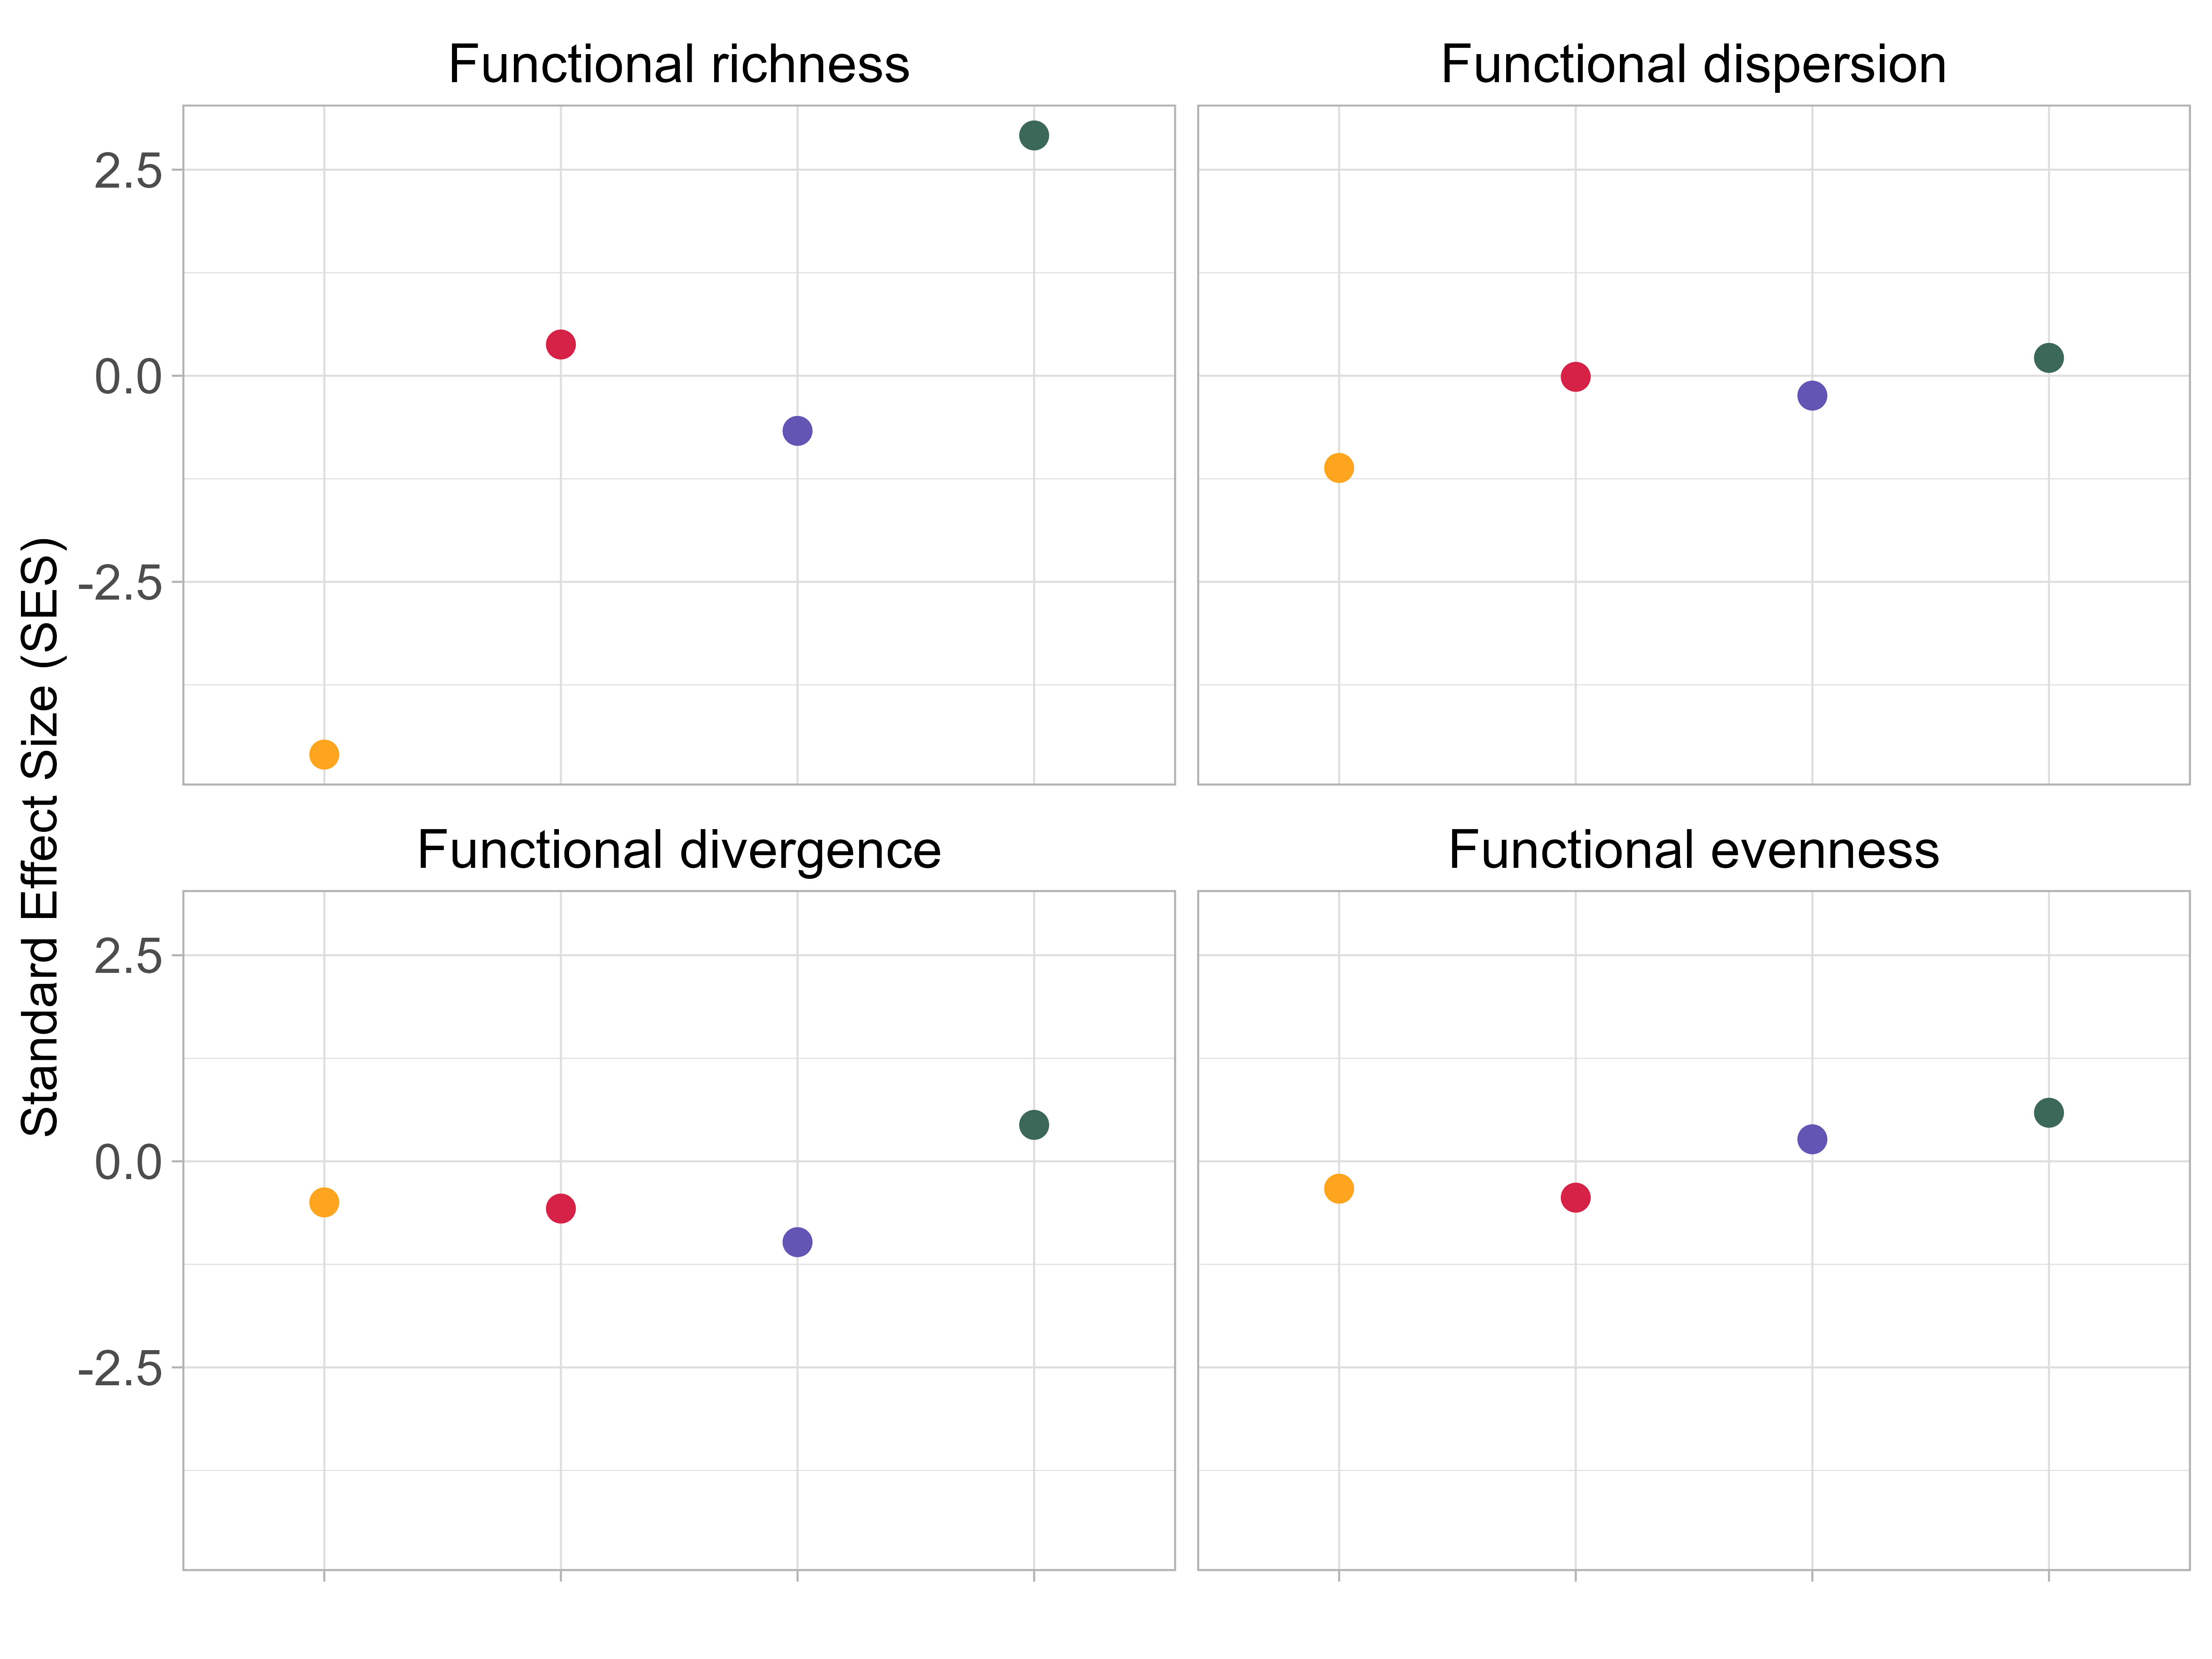 Functional richness
Functional dispersion
2.5
0.0
-2.5
Standard Effect Size (SES)
Functional divergence
Functional evenness
2.5
0.0
-2.5